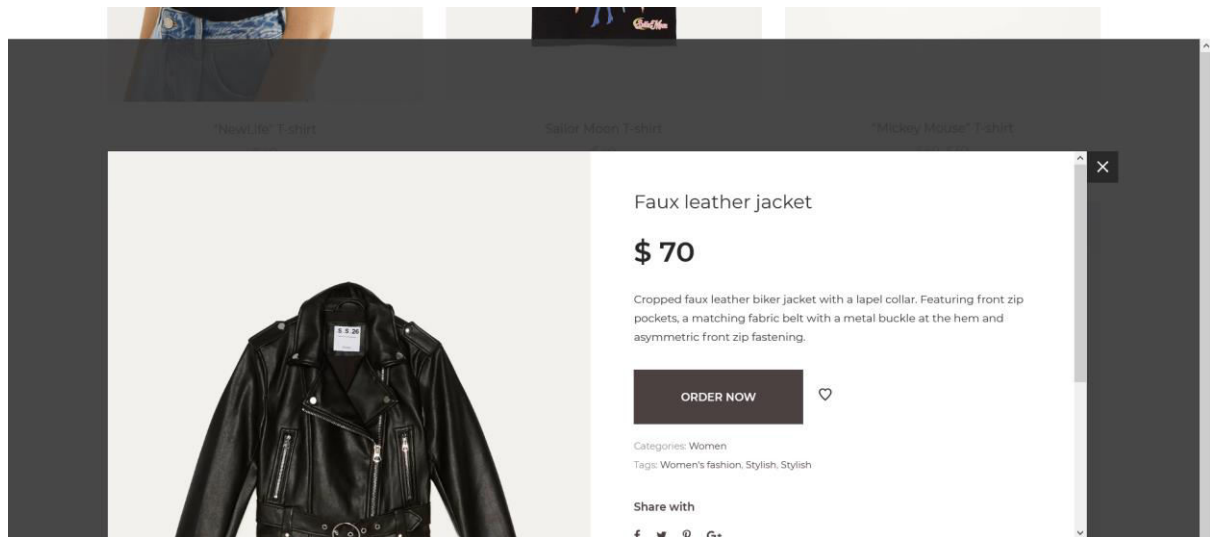 Sailor Moon
"NewLife" T-shirt
Sailor Moon T-shirt
"Mickey Mouse" T-shirt
Faux leather jacket
$ 70
Cropped faux leather biker jacket with a lapel collar. Featuring front zip
pockets, a matching fabric belt with a metal buckle at the hem and
asymmetric front zip fastening.
S S 26
ORDER NOW
Categories: Women
Tags: Women's fashion, Stylish, Stylish
Share with